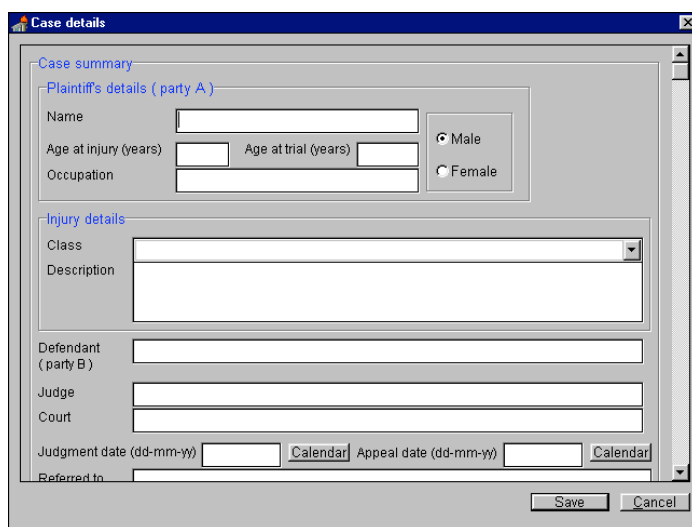 Case details
Case summary
Plaintiff's details ( party A )
Name
Male
Age at injury (years) Age at trial (years)
Female
Occupation
Injury details
Class
Description
Defendant
( party B )
Judge
Court
Judgment date (dd-mm-yy) Calendar Appeal date (dd-mm-yy) Calendar
Referred to
Save Cancel